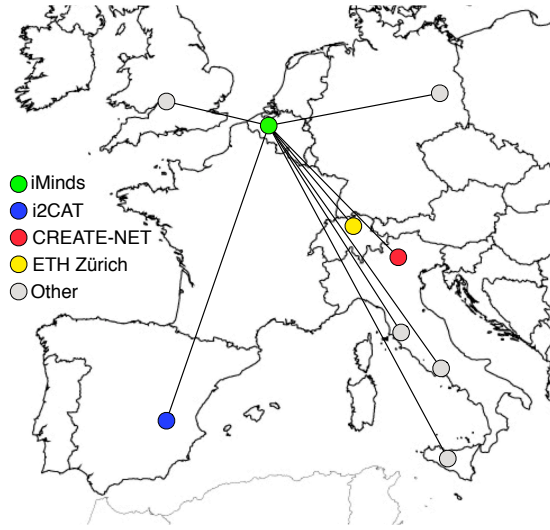 iMinds
i2CAT
CREATE-NET
ETH Zürich
Other